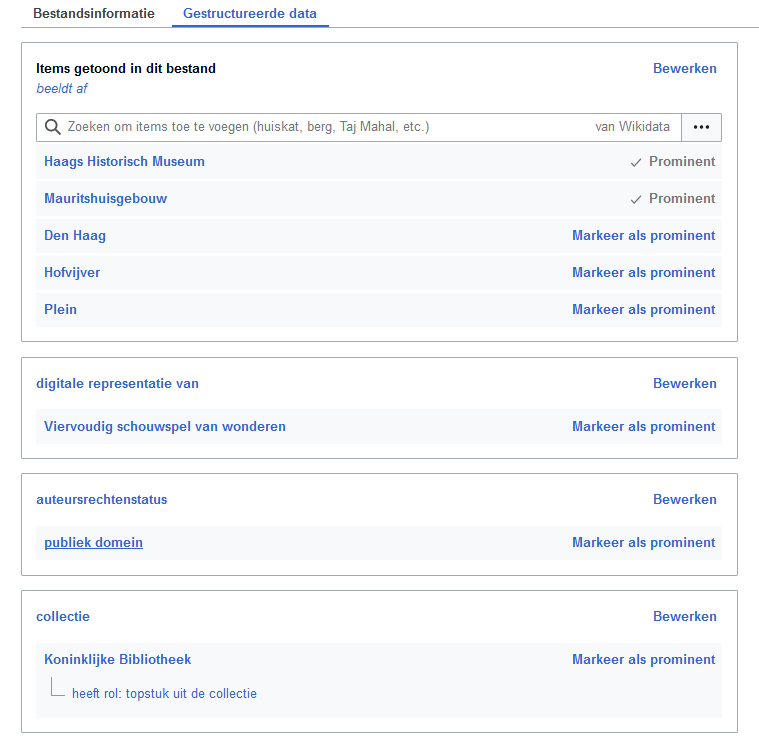 Bestandsinformatie Gestructureerde data
Items getoond in dit bestand Bewerken
beeldt af
Zoeken om items toe te voegen (huiskat, berg, Taj Mahal, etc.) van Wikidata •••
Haags Historisch Museum ✓ Prominent
Mauritshuisgebouw ✓ Prominent
Den Haag Markeer als prominent
Hofvijver Markeer als prominent
Plein Markeer als prominent
digitale representatie van Bewerken
Viervoudig schouwspel van wonderen Markeer als prominent
auteursrechtenstatus Bewerken
publiek domein Markeer als prominent
collectie Bewerken
Koninklijke Bibliotheek Markeer als prominent
heeft rol: topstuk uit de collectie